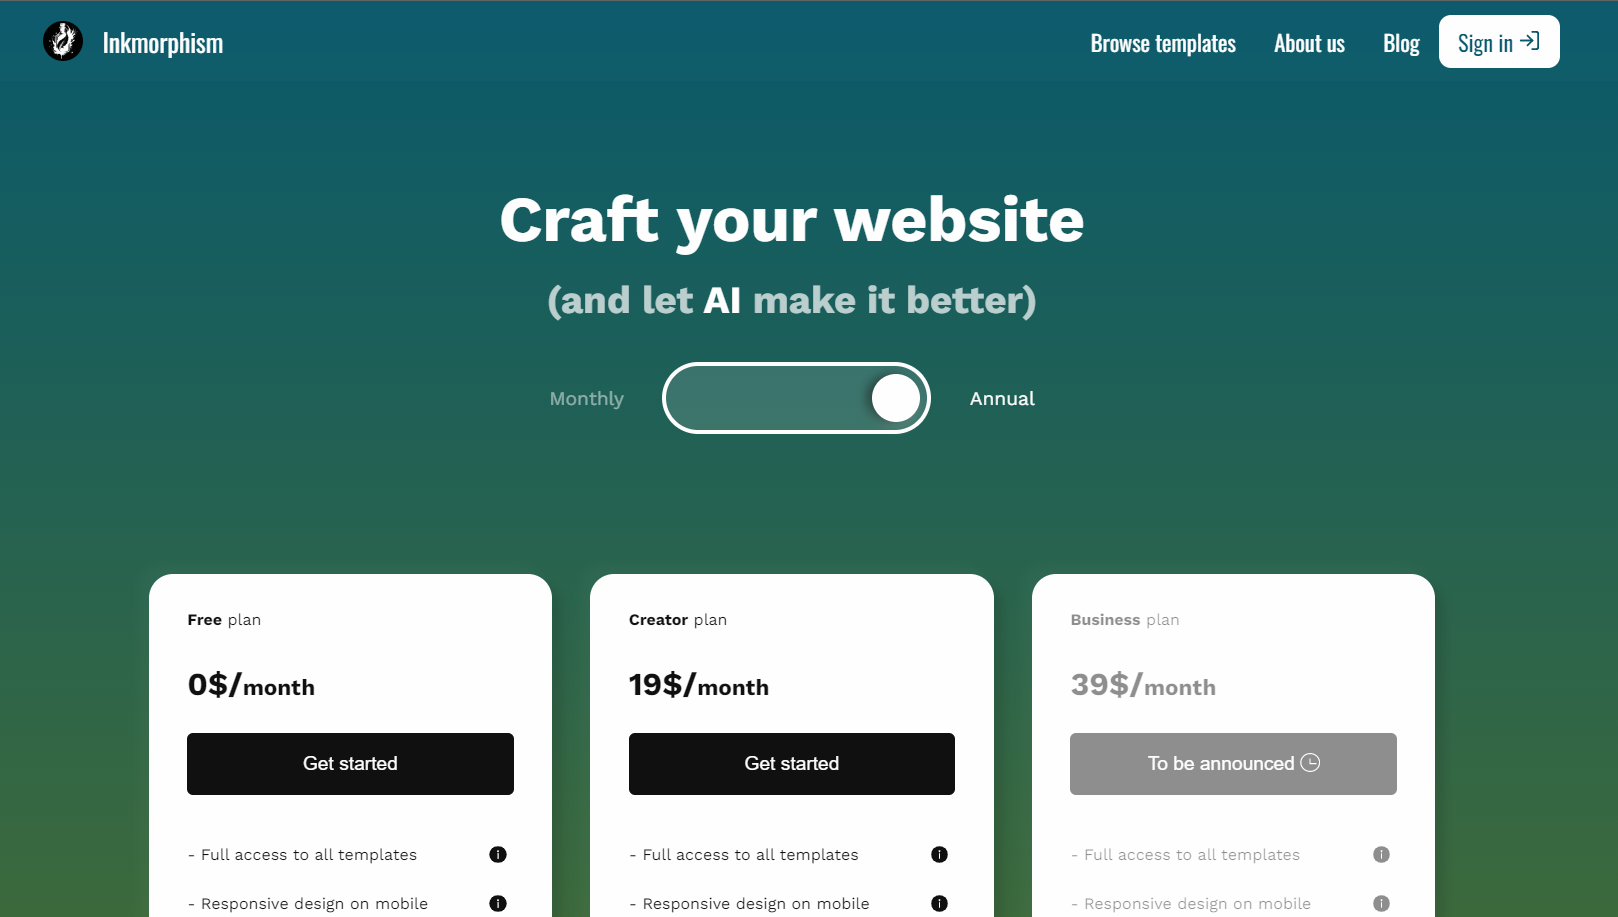 Inkmorphism
Browse templates
About us
Blog
Sign in
Craft your website
(and let AI make it better)
Monthly
Annual
Free plan
0$/month
Get started
- Full access to all templates
- Responsive design on mobile
Creator plan
19$/month
Get started
- Full access to all templates
- Responsive design on mobile
Business plan
39$/month
To be announced
- Full access to all templates
- Responsive design on mobile